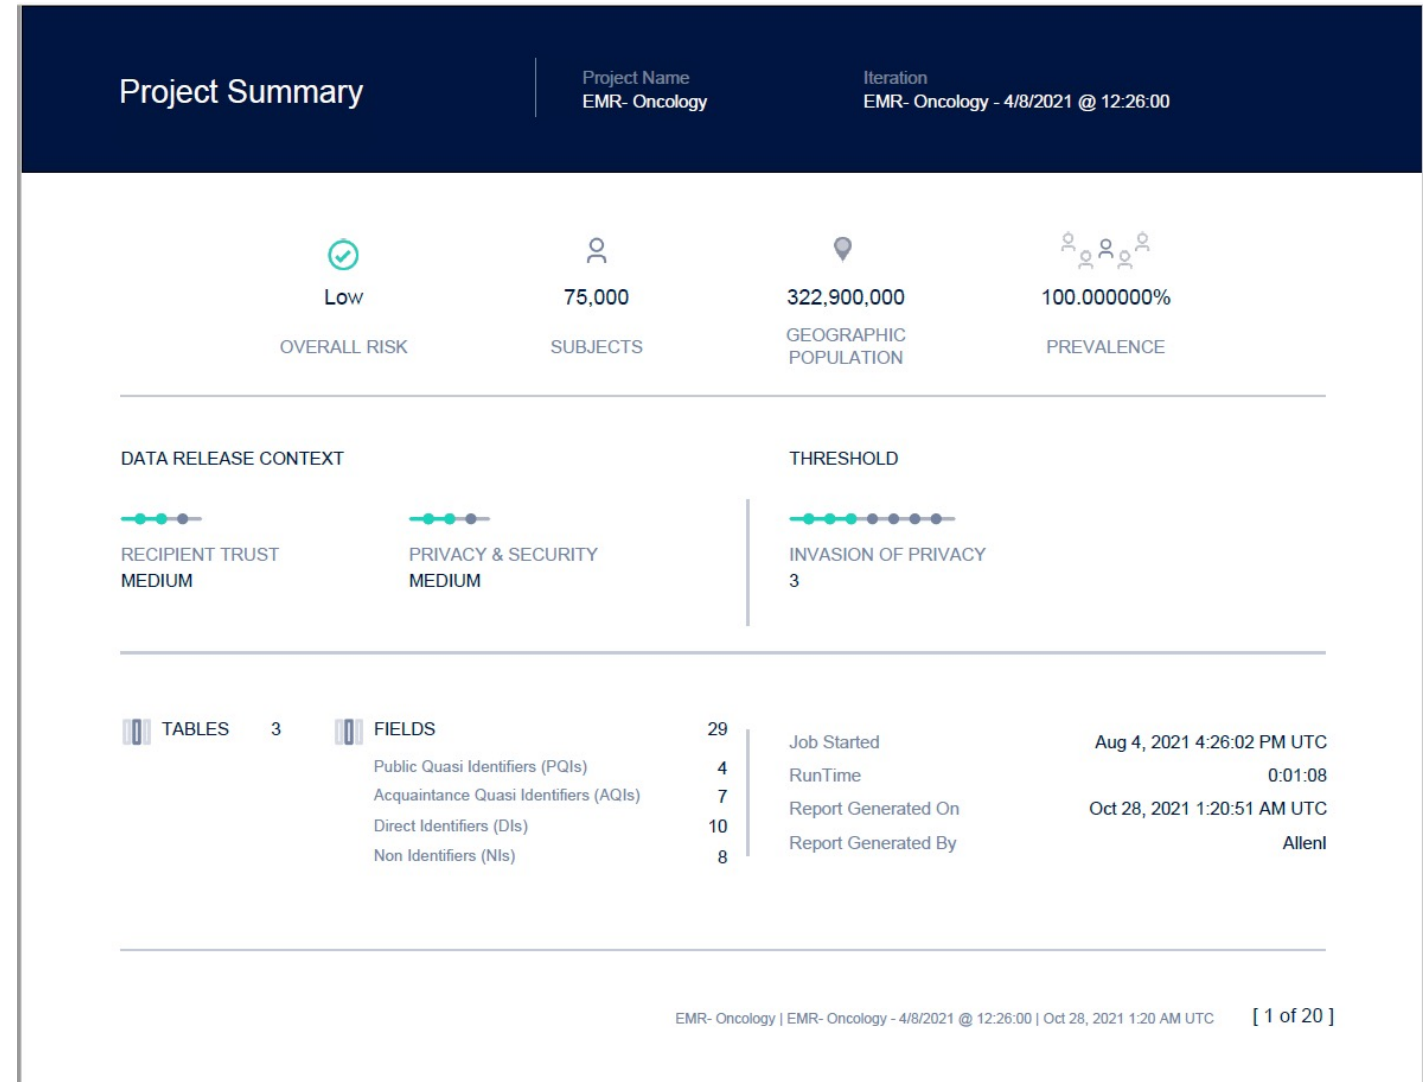 Project Summary
Project Name
EMR- Oncology
Iteration
EMR- Oncology - 4/8/2021 @ 12:26:00
Low
OVERALL RISK
75,000
SUBJECTS
322,900,000
GEOGRAPHIC
POPULATION
100.000000%
PREVALENCE
DATA RELEASE CONTEXT
RECIPIENT TRUST
MEDIUM
PRIVACY & SECURITY
MEDIUM
THRESHOLD
INVASION OF PRIVACY
3
TABLES 3
FIELDS 29
Public Quasi Identifiers (PQIs) 4
Acquaintance Quasi Identifiers (AQIs) 7
Direct Identifiers (DIs) 10
Non Identifiers (NIs) 8
Job Started Aug 4, 2021 4:26:02 PM UTC
RunTime 0:01:08
Report Generated On Oct 28, 2021 1:20:51 AM UTC
Report Generated By AllenI
EMR- Oncology | EMR- Oncology - 4/8/2021 @ 12:26:00 | Oct 28, 2021 1:20 AM UTC [ 1 of 20 ]